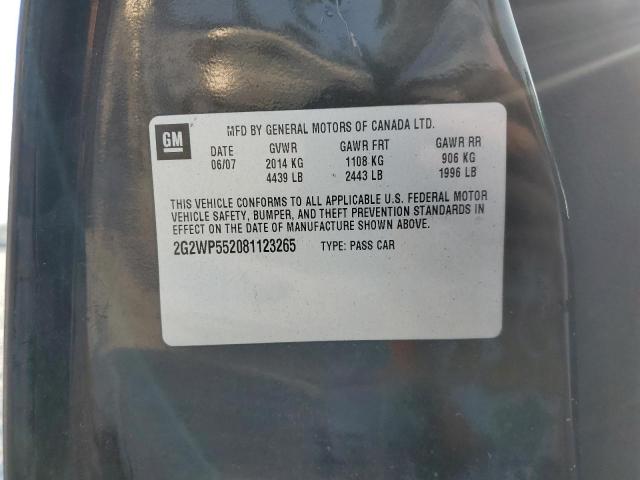 GM
MFD BY GENERAL MOTORS OF CANADA LTD.
DATE GVWR GAWR FRT GAWR RR
06/07 2014 KG 1108 KG 906 KG
4439 LB 2443 LB 1996 LB
THIS VEHICLE CONFORMS TO ALL APPLICABLE U.S. FEDERAL MOTOR
VEHICLE SAFETY, BUMPER, AND THEFT PREVENTION STANDARDS IN
EFFECT ON THE DATE OF MANUFACTURE SHOWN ABOVE.
2G2WP552081123265 TYPE: PASS CAR